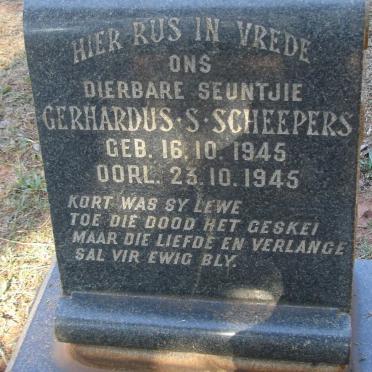 HIER RUS IN VREDE
ONS
DIERBARE SEUNTJIE
GERHARDUS·S·SCHEEPERS
GEB. 16.10.1945
OORL. 23.10.1945
KORT WAS SY LEWE
TOE DIE DOOD HET GESKEI
MAAR DIE LIEFDE EN VERLANGE
SAL VIR EWIG BLY.